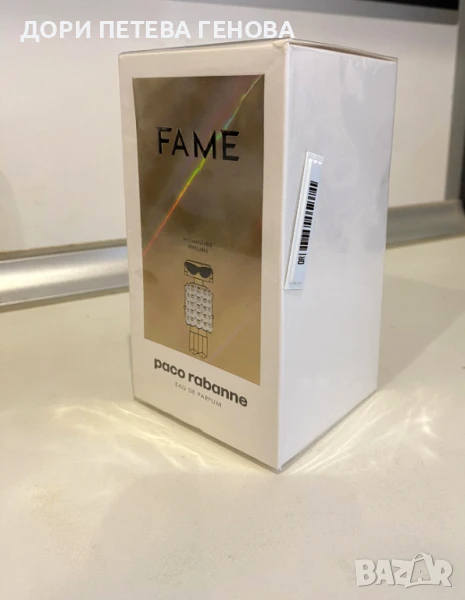 ДОРИ ПЕТЕВА ГЕНОВА
FAME
paco rabanne
EAU DE PARFUM
BAZAR